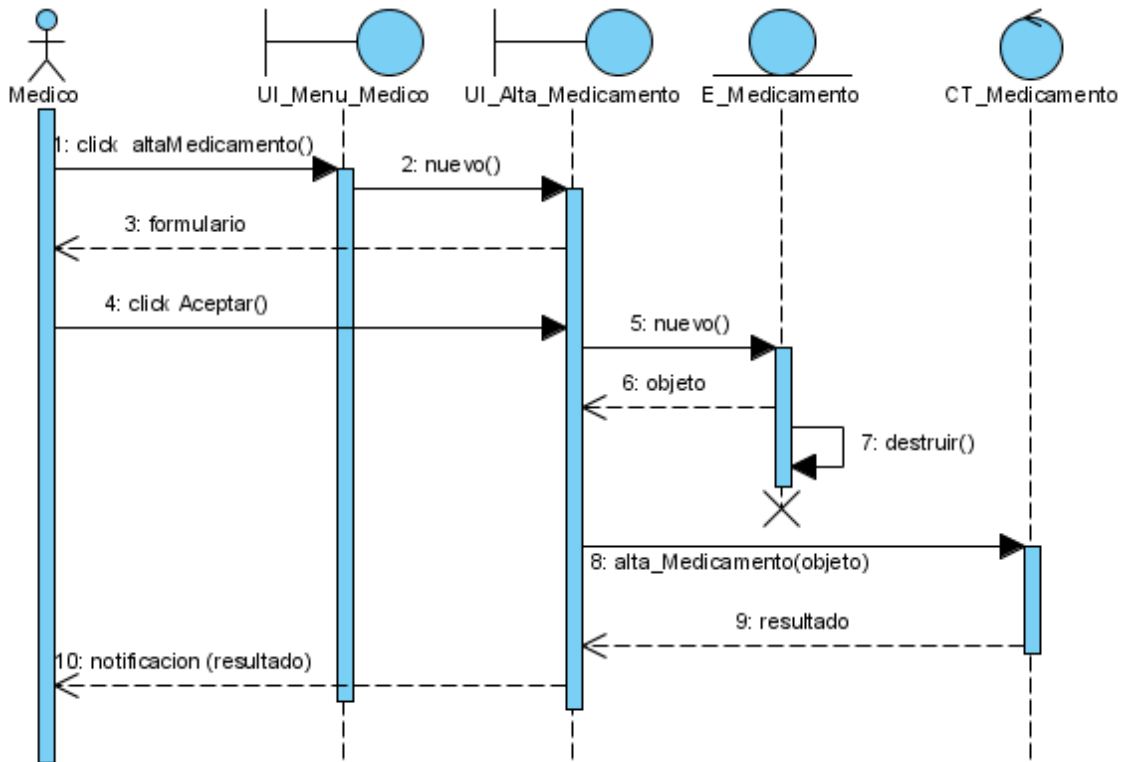 Medico
UI_Menu_Medico
UI_Alta_Medicamento
E_Medicamento
CT_Medicamento
1: click altaMedicamento()
2: nuevo()
3: formulario
4: click Aceptar()
5: nuevo()
6: objeto
7: destruir()
8: alta_Medicamento(objeto)
9: resultado
10: notificacion (resultado)